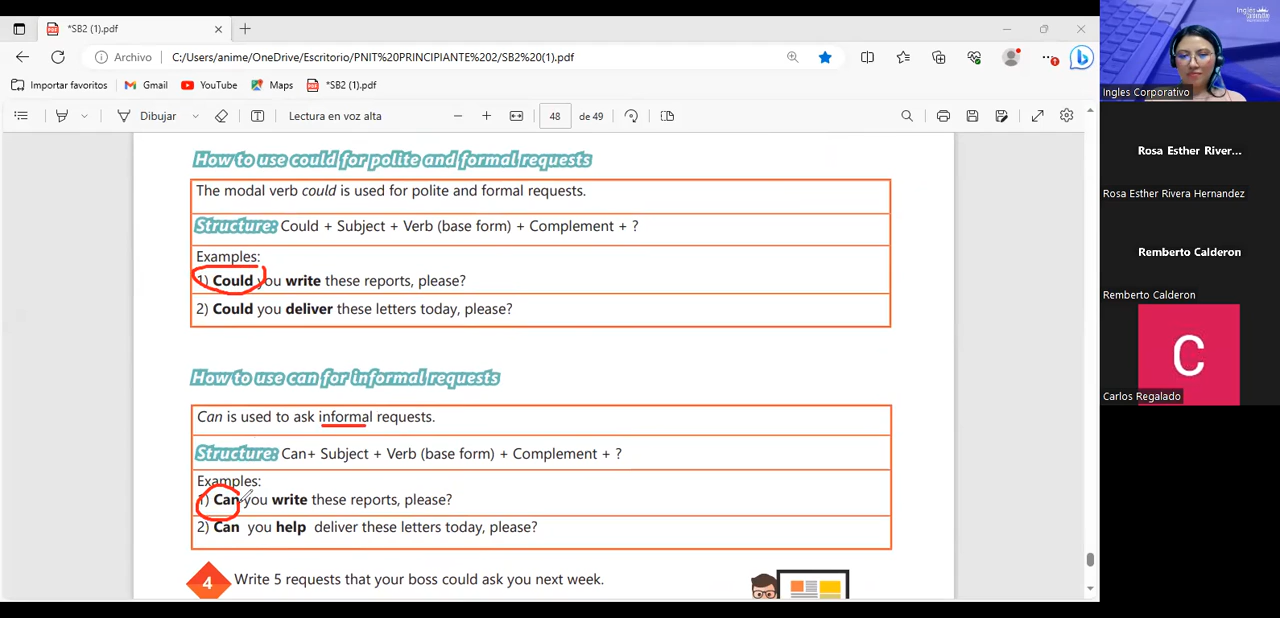 *SB2 (1).pdf
Archivo
C:/Users/anime/OneDrive/Escritorio/PNIT%20PRINCIPIANTE%202/SB2%20(1).pdf
Importar favoritos
Gmail
YouTube
Maps
*SB2 (1).pdf
Dibujar
Lectura en voz alta
48
de 49
How to use could for polite and formal requests
The modal verb could is used for polite and formal requests.
Structure: Could + Subject + Verb (base form) + Complement + ?
Examples:
1) Could you write these reports, please?
2) Could you deliver these letters today, please?
How to use can for informal requests
Can is used to ask informal requests.
Structure: Can+ Subject + Verb (base form) + Complement + ?
Examples:
1) Can you write these reports, please?
2) Can you help deliver these letters today, please?
4
Write 5 requests that your boss could ask you next week.
Ingles Corporativo
Rosa Esther River...
Rosa Esther Rivera Hernandez
Remberto Calderon
Remberto Calderon
C
Carlos Regalado